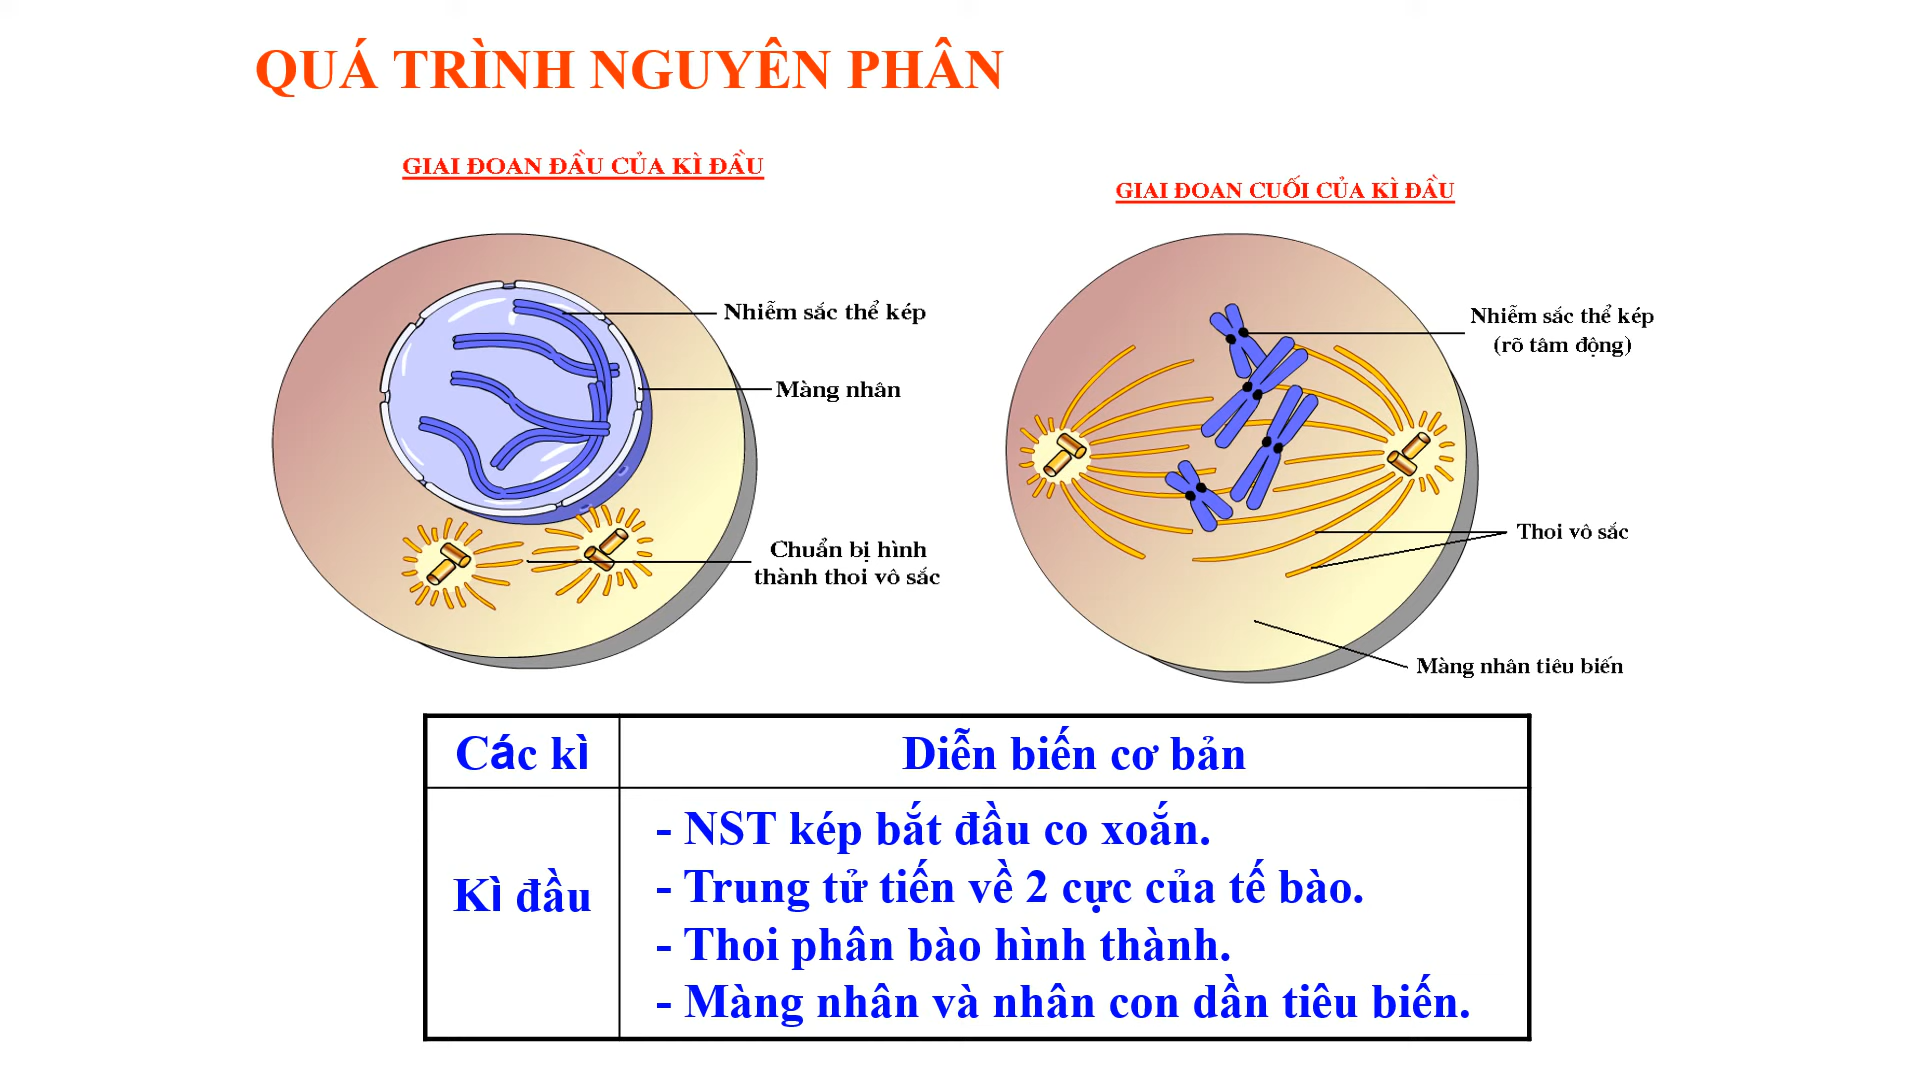 QUÁ TRÌNH NGUYÊN PHÂN
GIAI ĐOAN ĐẦU CỦA KÌ ĐẦU
Nhiễm sắc thể kép
Màng nhân
Chuẩn bị hình
thành thoi vô sắc
GIAI ĐOAN CUỐI CỦA KÌ ĐẦU
Nhiễm sắc thể kép
(rõ tâm động)
Thoi vô sắc
Màng nhân tiêu biến
Các kì
Diễn biến cơ bản
Kì đầu
- NST kép bắt đầu co xoắn.
- Trung tử tiến về 2 cực của tế bào.
- Thoi phân bào hình thành.
- Màng nhân và nhân con dần tiêu biến.